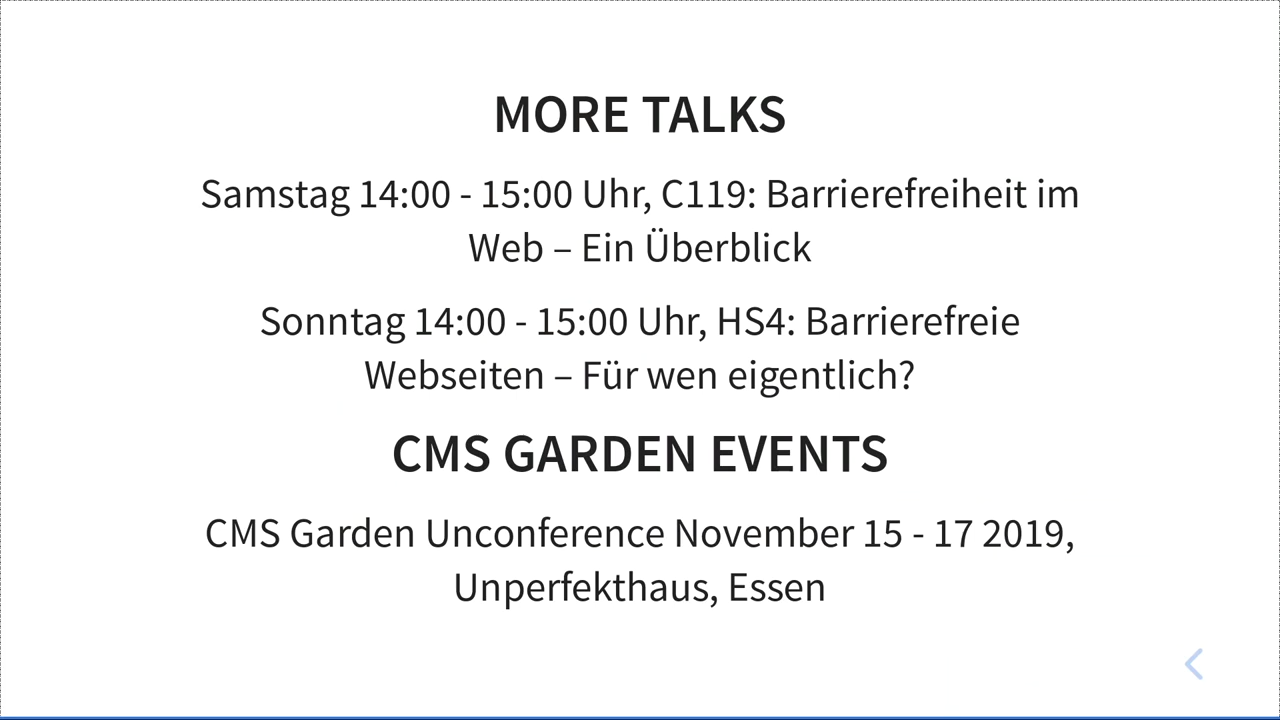 MORE TALKS
Samstag 14:00 - 15:00 Uhr, C119: Barrierefreiheit im
Web – Ein Überblick
Sonntag 14:00 - 15:00 Uhr, HS4: Barrierefreie
Webseiten – Für wen eigentlich?
CMS GARDEN EVENTS
CMS Garden Unconference November 15 - 17 2019,
Unperfekthaus, Essen